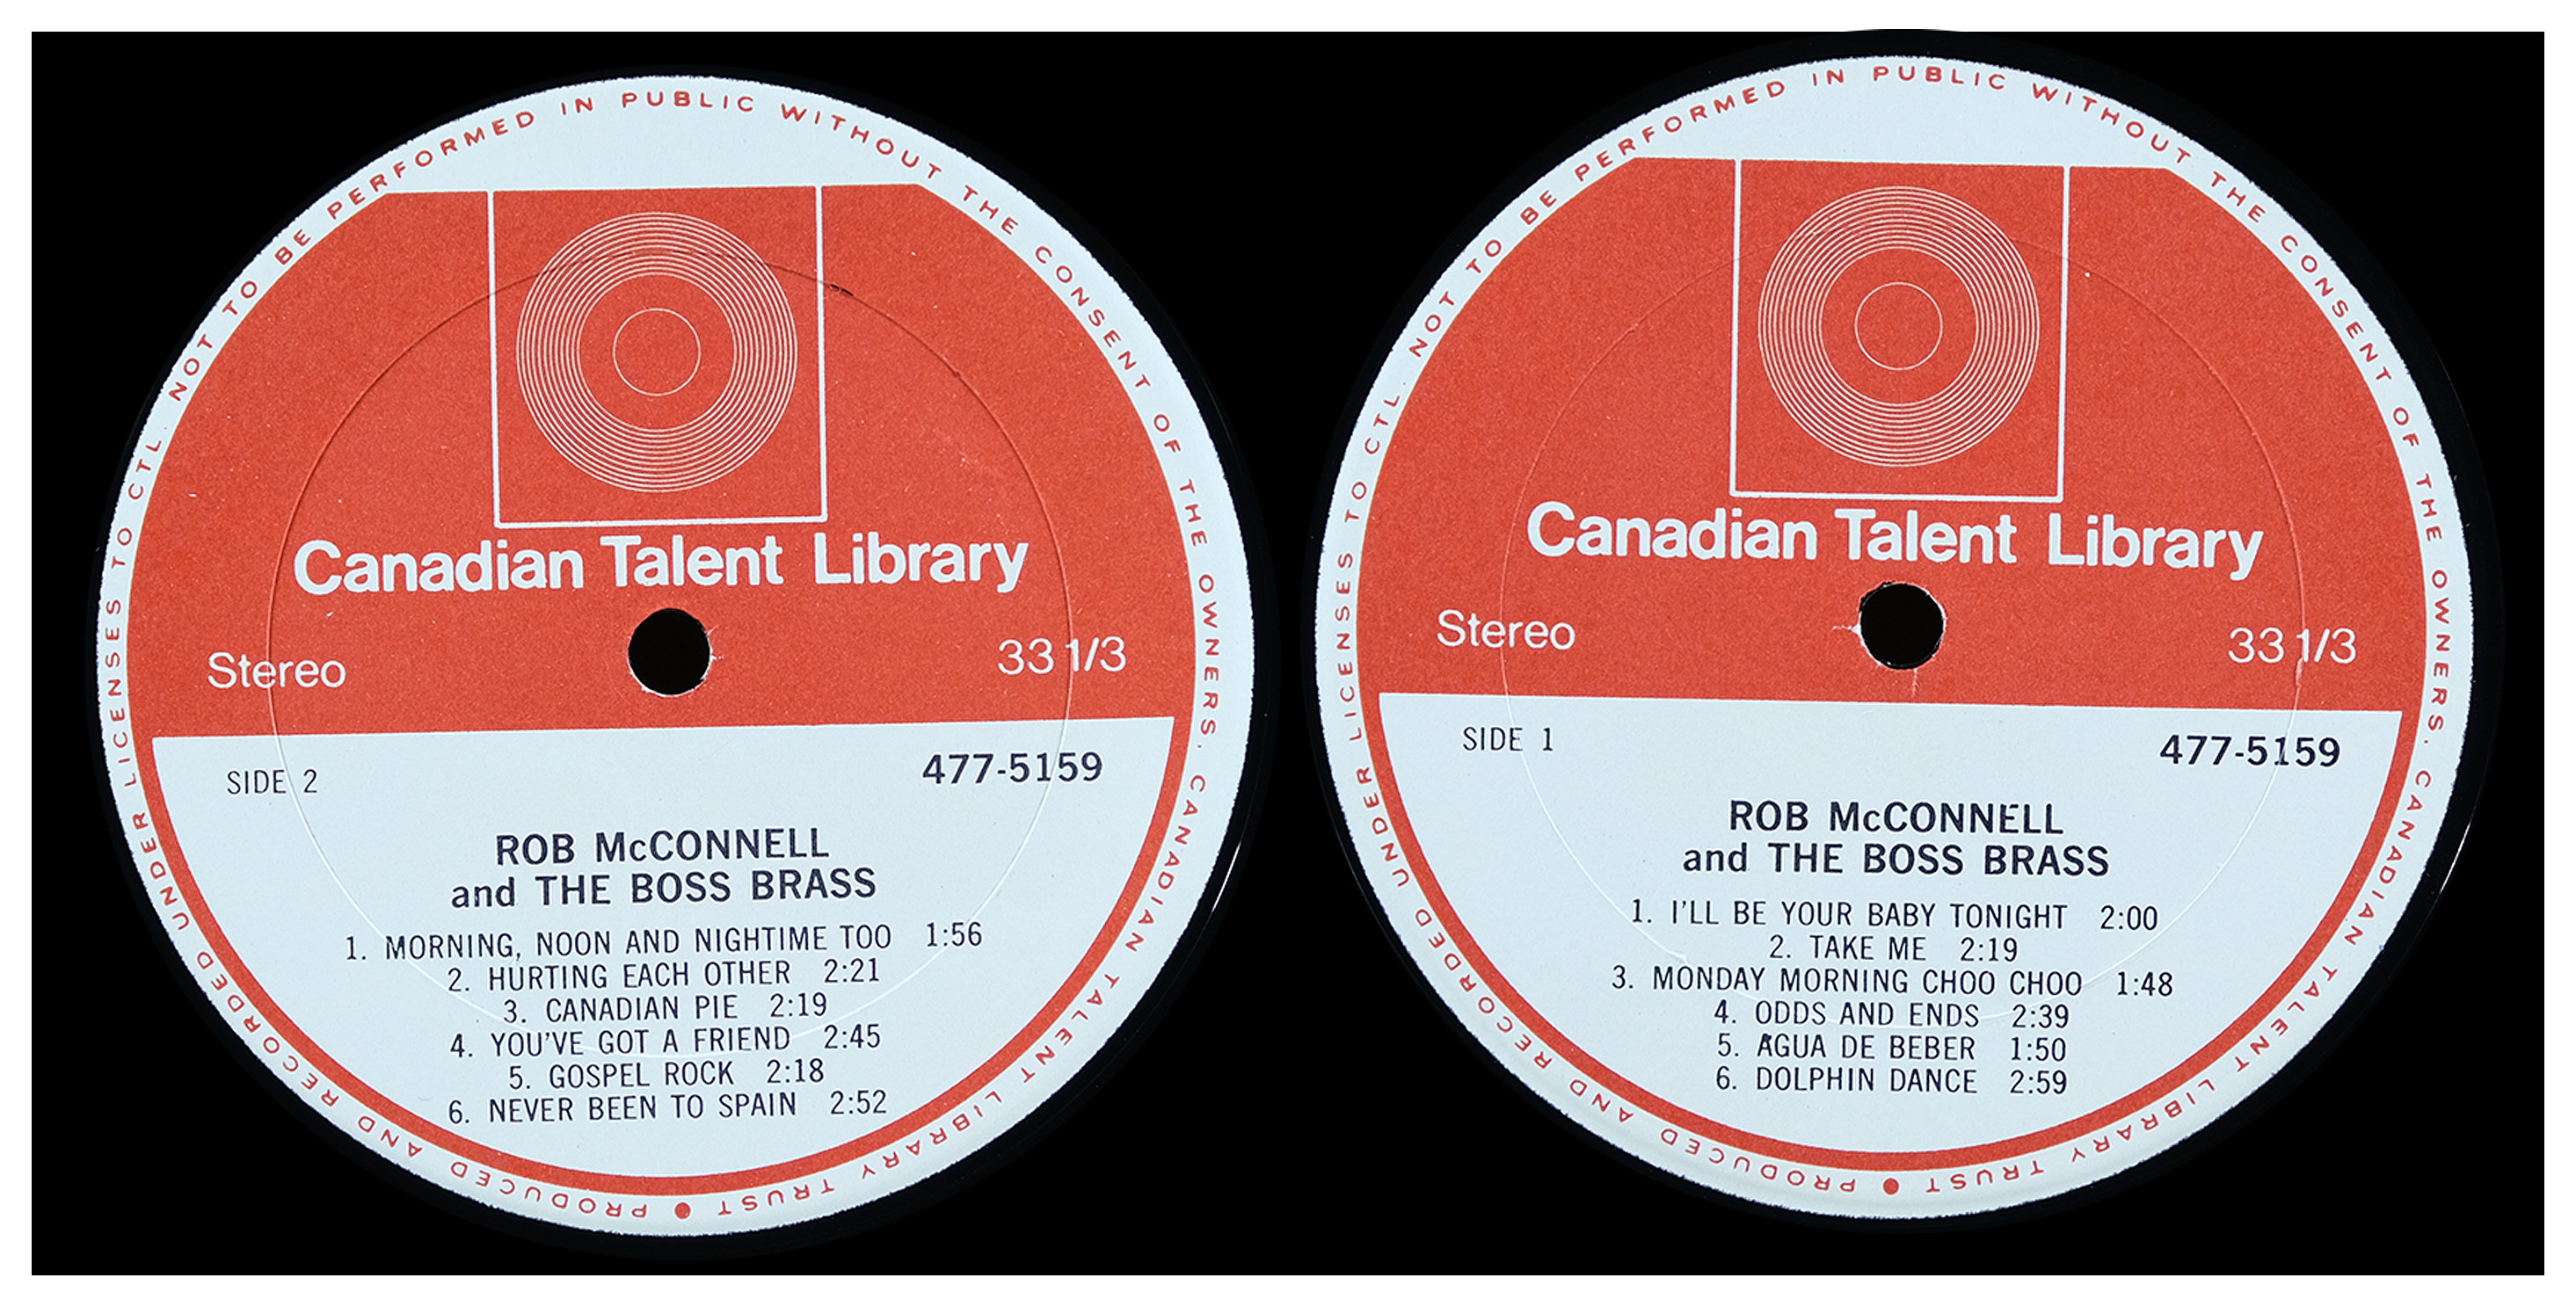 PRODUCED AND RECORDED UNDER LICENSES TO CTL. NOT TO BE PERFORMED IN PUBLIC WITHOUT THE CONSENT OF THE OWNERS. CANADIAN TALENT LIBRARY TRUST ●
Canadian Talent Library
Stereo
33 1/3
SIDE 2
477-5159
ROB McCONNELL
and THE BOSS BRASS
1. MORNING, NOON AND NIGHTIME TOO 1:56
2. HURTING EACH OTHER 2:21
3. CANADIAN PIE 2:19
4. YOU'VE GOT A FRIEND 2:45
5. GOSPEL ROCK 2:18
6. NEVER BEEN TO SPAIN 2:52
PRODUCED AND RECORDED UNDER LICENSES TO CTL. NOT TO BE PERFORMED IN PUBLIC WITHOUT THE CONSENT OF THE OWNERS. CANADIAN TALENT LIBRARY TRUST ●
Canadian Talent Library
Stereo
33 1/3
SIDE 1
477-5159
ROB McCONNELL
and THE BOSS BRASS
1. I'LL BE YOUR BABY TONIGHT 2:00
2. TAKE ME 2:19
3. MONDAY MORNING CHOO CHOO 1:48
4. ODDS AND ENDS 2:39
5. AGUA DE BEBER 1:50
6. DOLPHIN DANCE 2:59